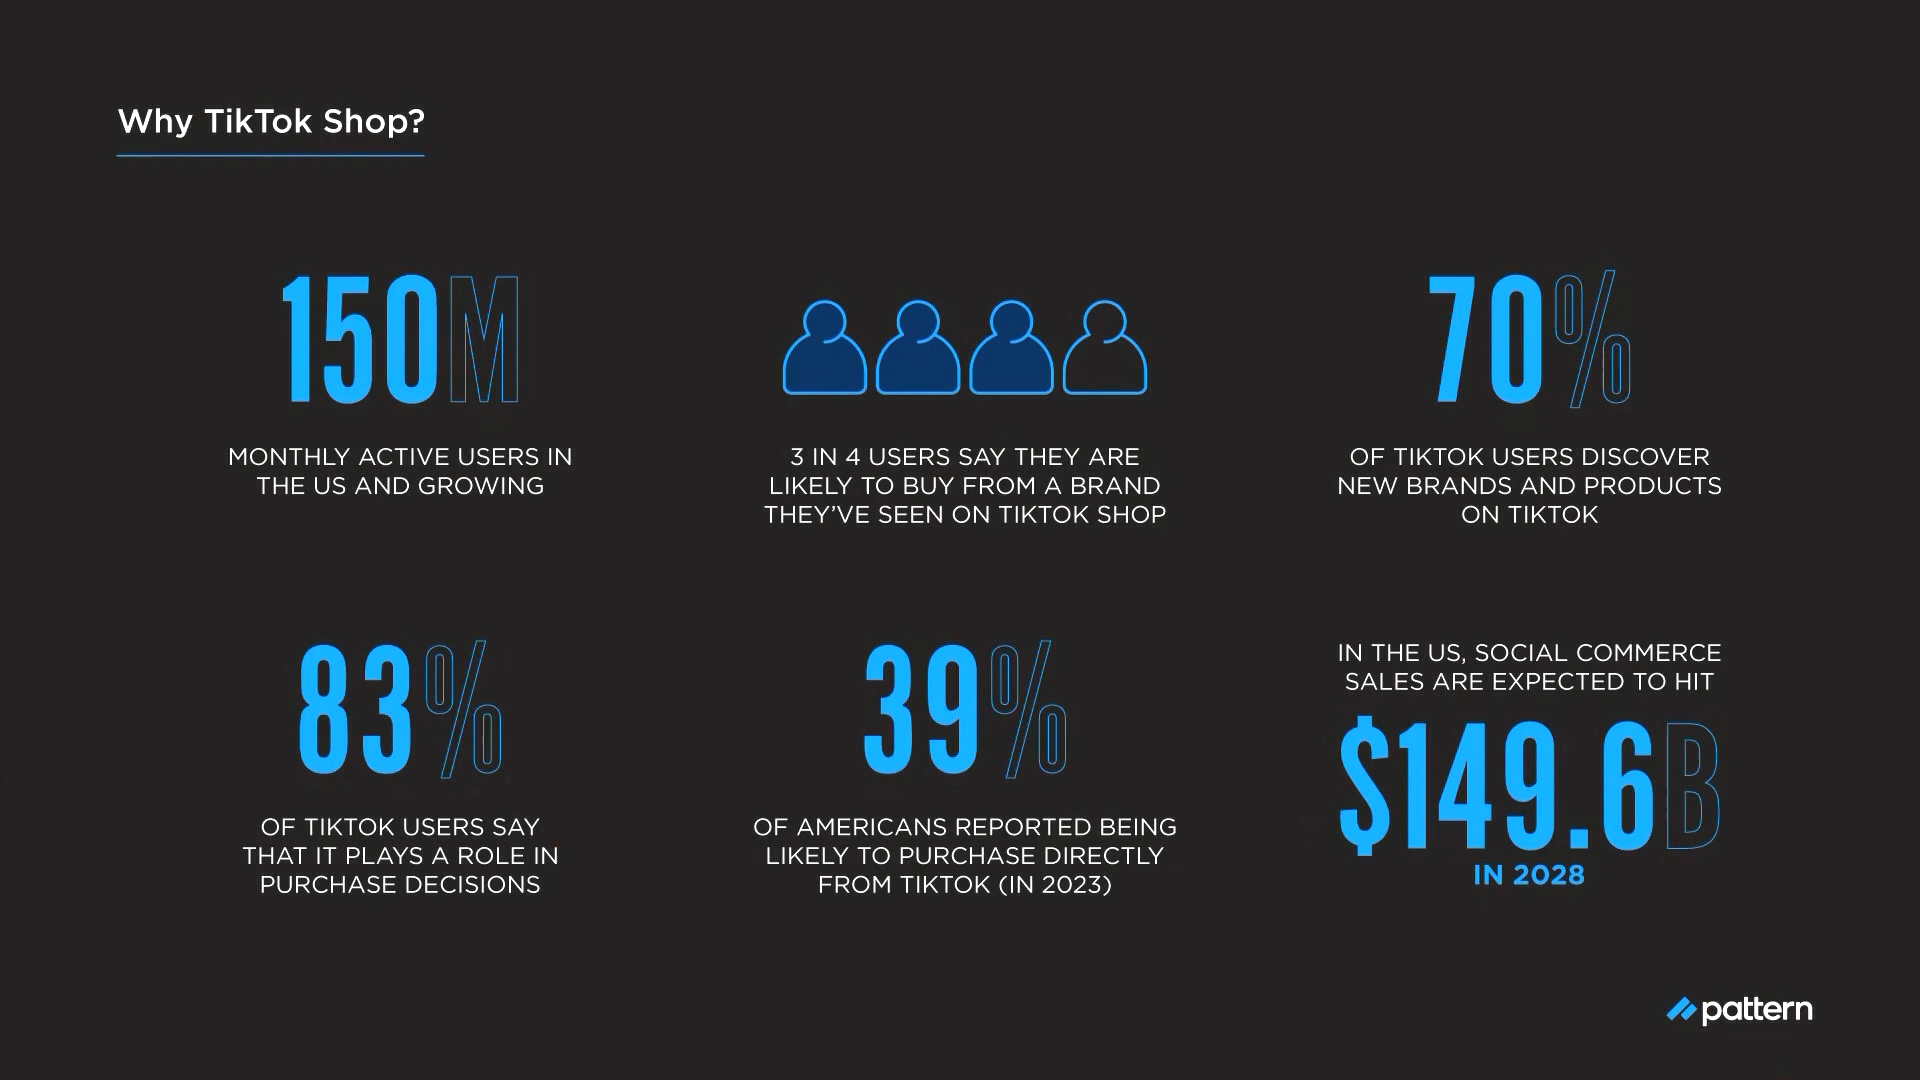 Why TikTok Shop?
150M
MONTHLY ACTIVE USERS IN
THE US AND GROWING
3 IN 4 USERS SAY THEY ARE
LIKELY TO BUY FROM A BRAND
THEY’VE SEEN ON TIKTOK SHOP
70%
OF TIKTOK USERS DISCOVER
NEW BRANDS AND PRODUCTS
ON TIKTOK
83%
OF TIKTOK USERS SAY
THAT IT PLAYS A ROLE IN
PURCHASE DECISIONS
39%
OF AMERICANS REPORTED BEING
LIKELY TO PURCHASE DIRECTLY
FROM TIKTOK (IN 2023)
IN THE US, SOCIAL COMMERCE
SALES ARE EXPECTED TO HIT
$149.6B
IN 2028
pattern